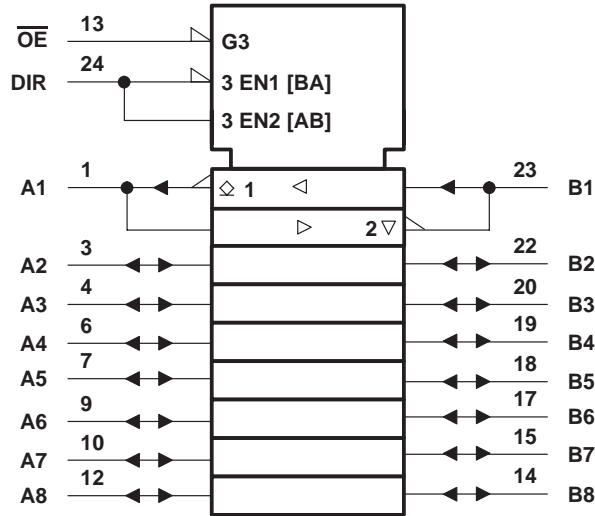 OE 13 G3
DIR 24 3 EN1 [BA]
3 EN2 [AB]
A1 1 1 23 B1
2
A2 3 22 B2
A3 4 20 B3
A4 6 19 B4
A5 7 18 B5
A6 9 17 B6
A7 10 15 B7
A8 12 14 B8